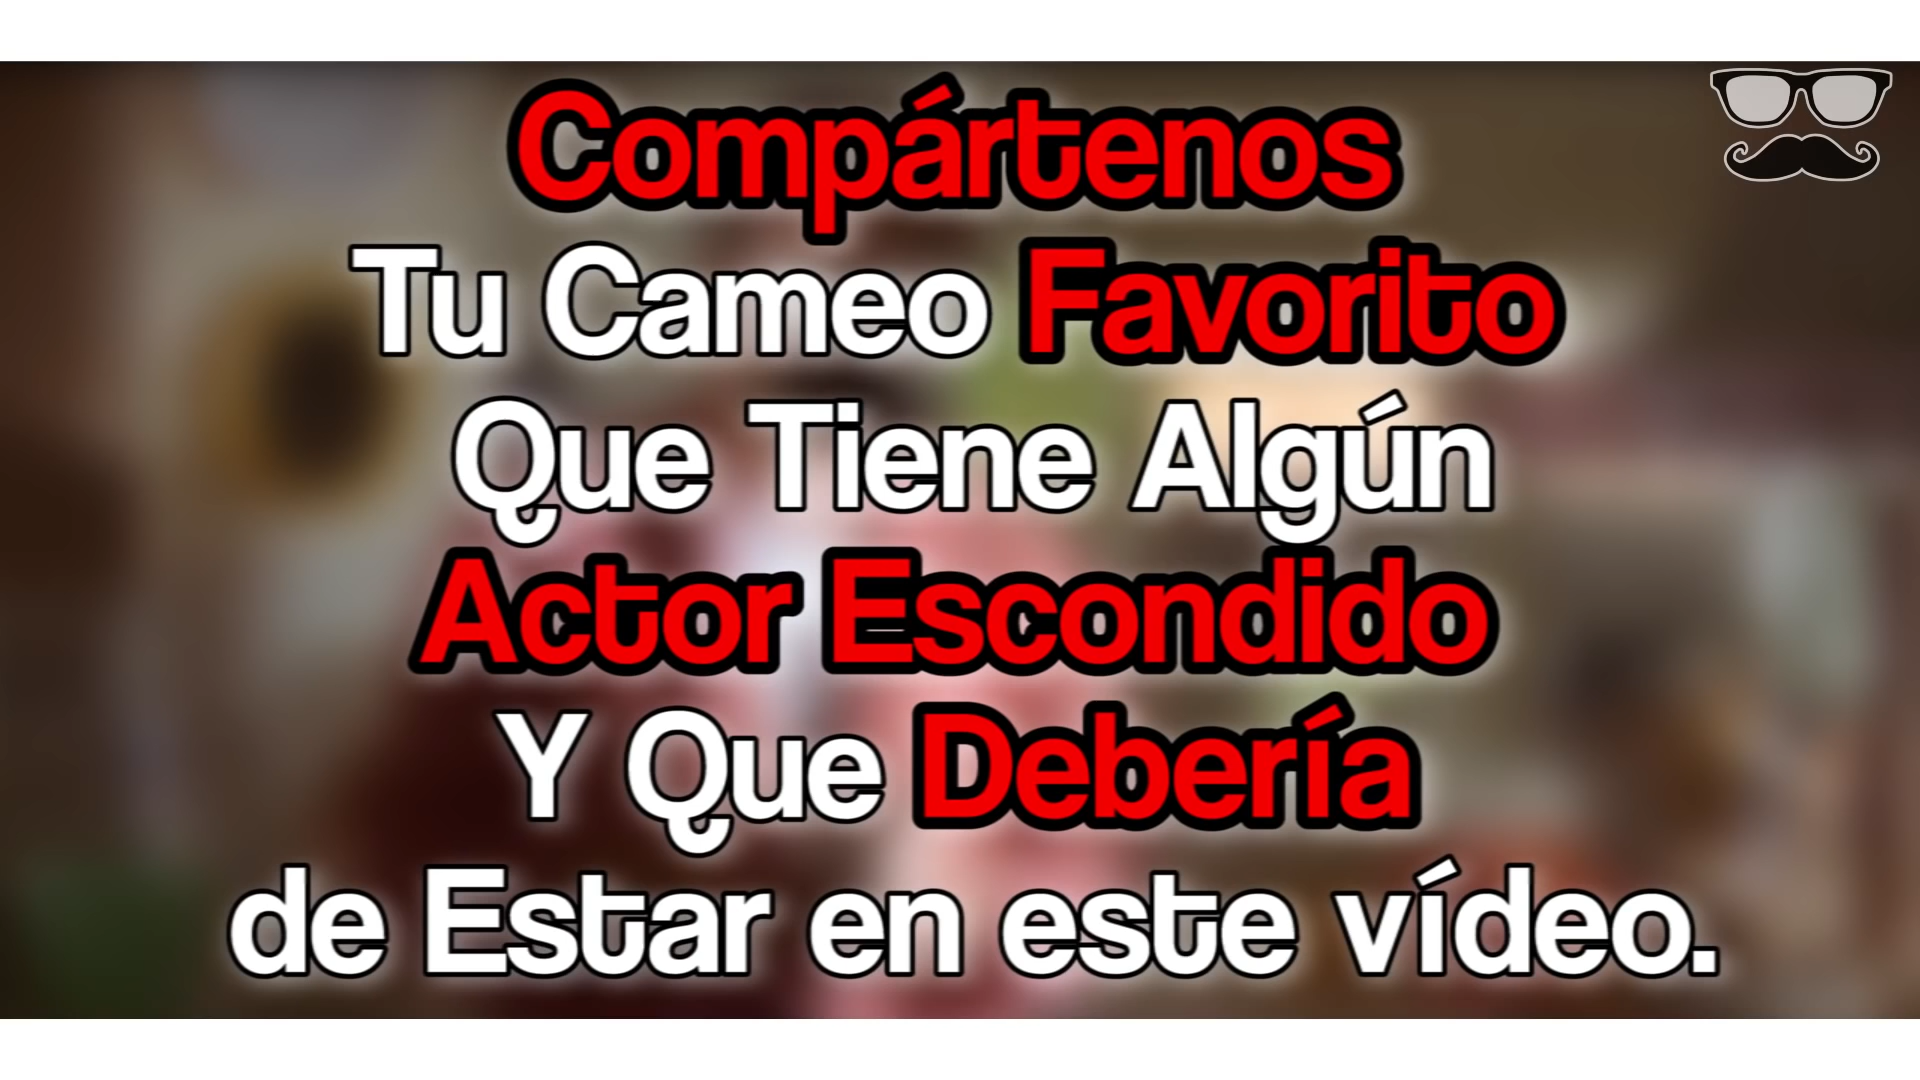 Compártenos
Tu Cameo Favorito
Que Tiene Algún
Actor Escondido
Y Que Debería
de Estar en este vídeo.